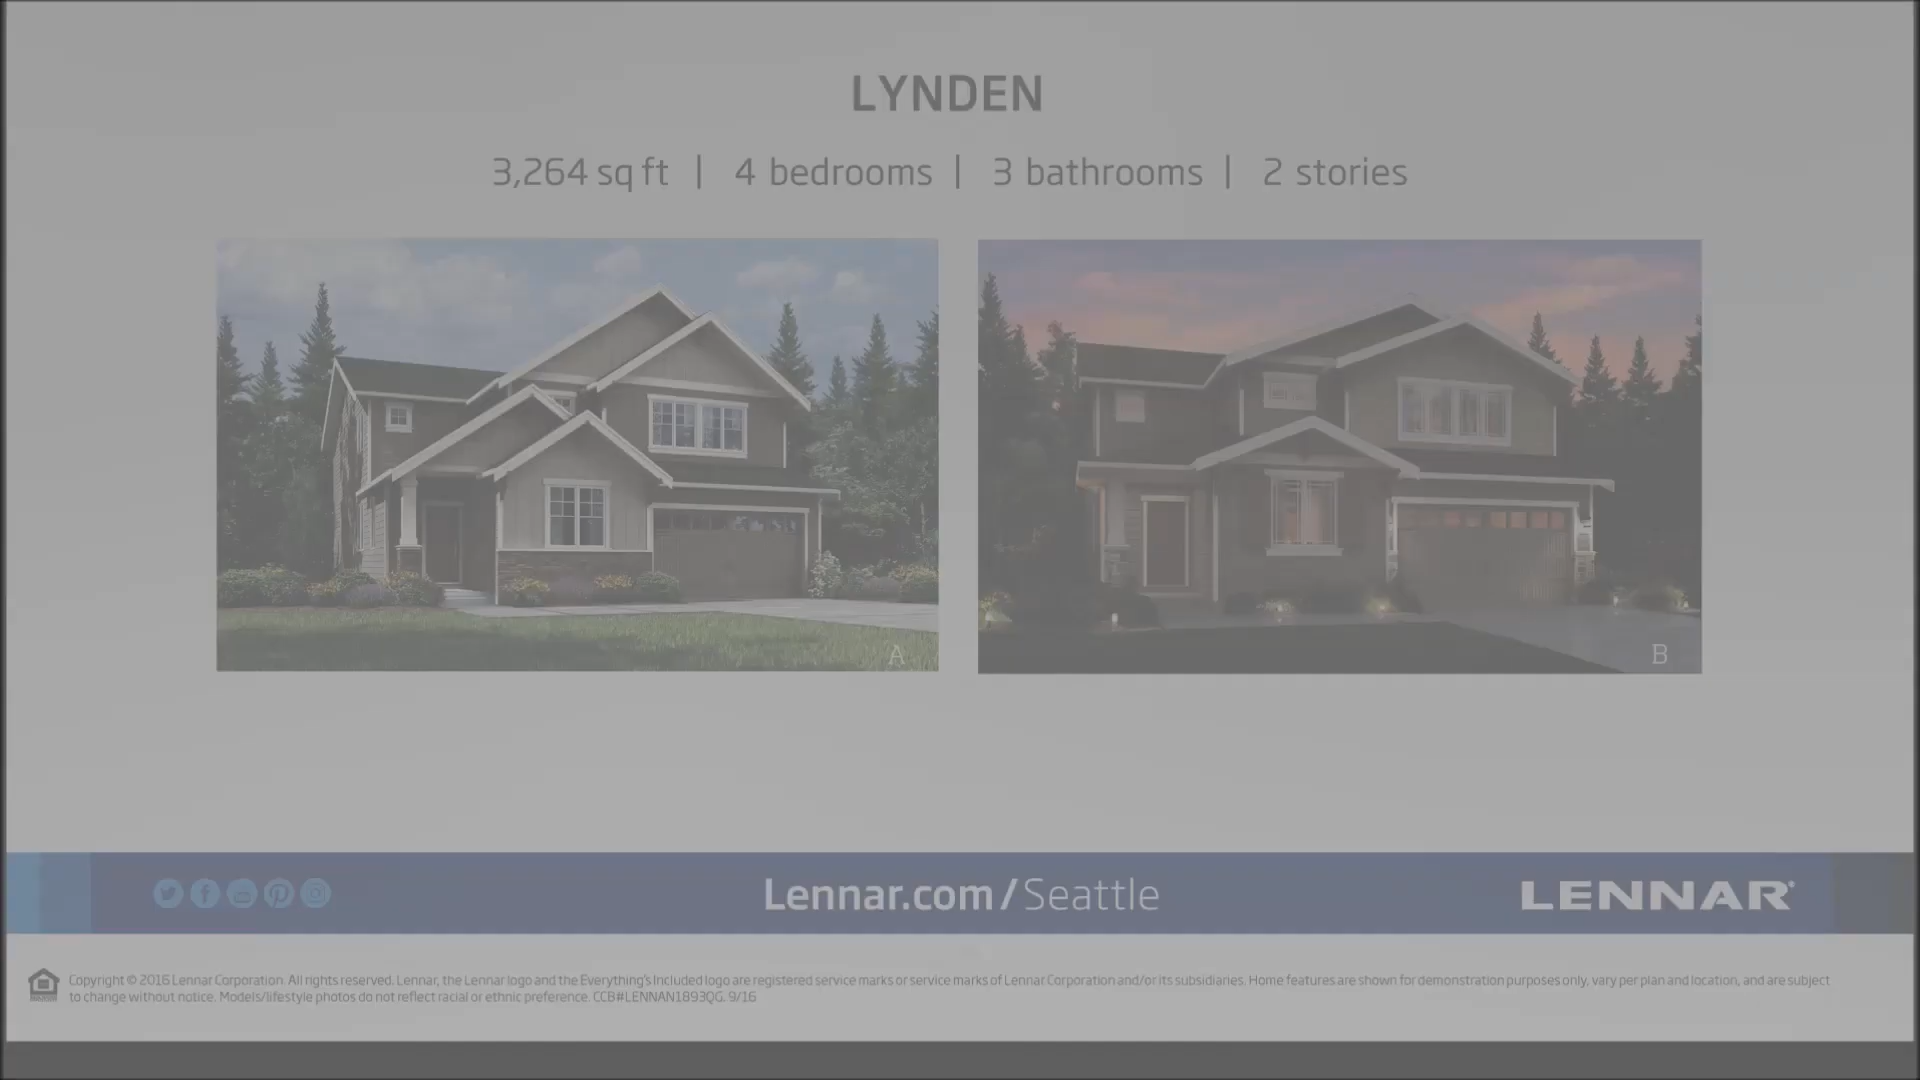 LYNDEN
3,264 sq ft | 4 bedrooms | 3 bathrooms | 2 stories
A
B
Lennar.com/Seattle
LENNAR®
Copyright © 2016 Lennar Corporation. All rights reserved. Lennar, the Lennar logo and the Everything's Included logo are registered service marks or service marks of Lennar Corporation and/or its subsidiaries. Home features are shown for demonstration purposes only, vary per plan and location, and are subject
to change without notice. Models/lifestyle photos do not reflect racial or ethnic preference. CCB#LENNAN1893QG. 9/16